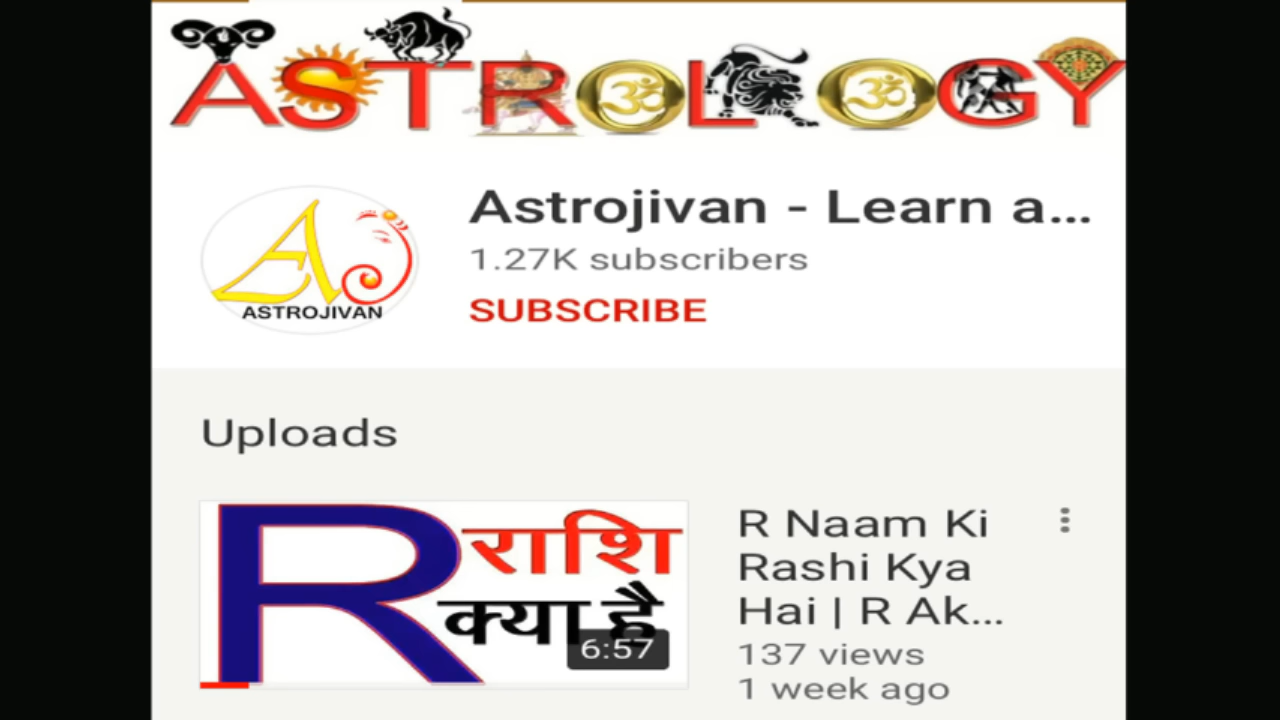 ASTROLOGY
Astrojivan - Learn a...
1.27K subscribers
SUBSCRIBE
ASTROJIVAN
Uploads
R राशि
क्या है
6:57
R Naam Ki
Rashi Kya
Hai | R Ak...
137 views
1 week ago